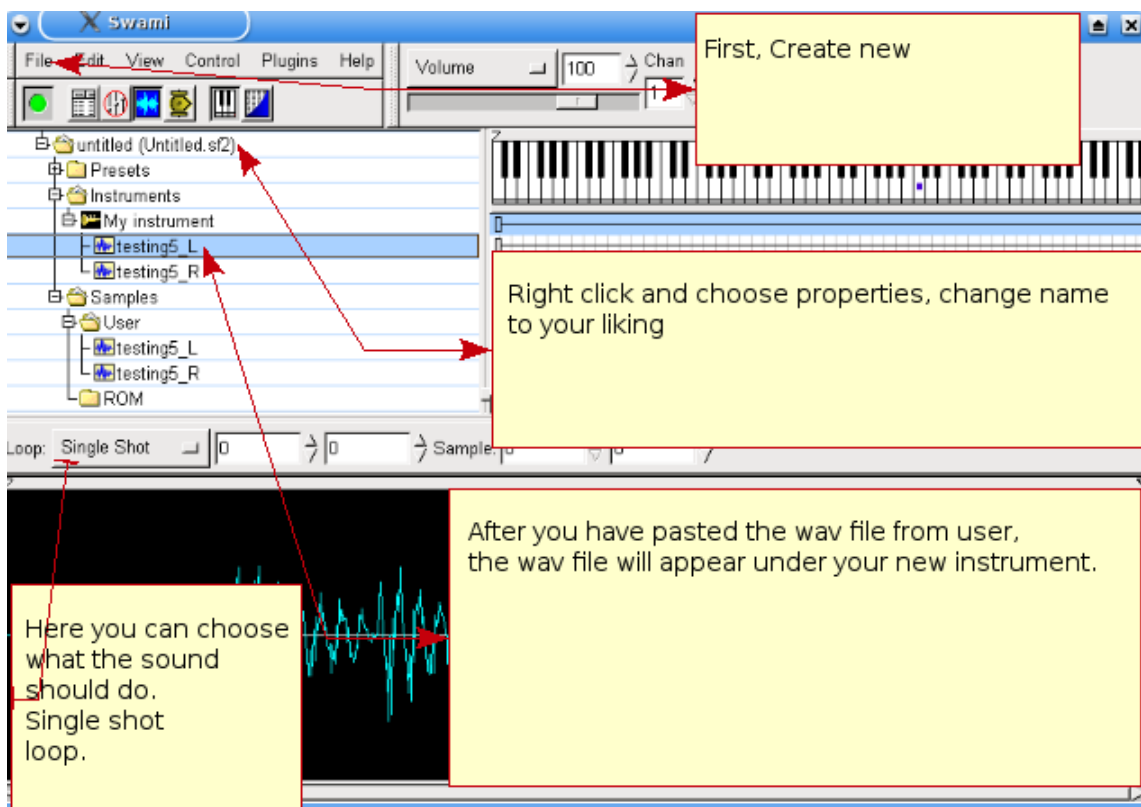 Swami
File Edit View Control Plugins Help
Volume 100 Chan
1
First, Create new
untitled (Untitled.sf2)
Presets
Instruments
My instrument
testing5_L
testing5_R
Samples
User
testing5_L
testing5_R
ROM
Right click and choose properties, change name
to your liking
Loop: Single Shot 0 0 Sample: 0 0
After you have pasted the wav file from user,
the wav file will appear under your new instrument.
Here you can choose
what the sound
should do.
Single shot
loop.